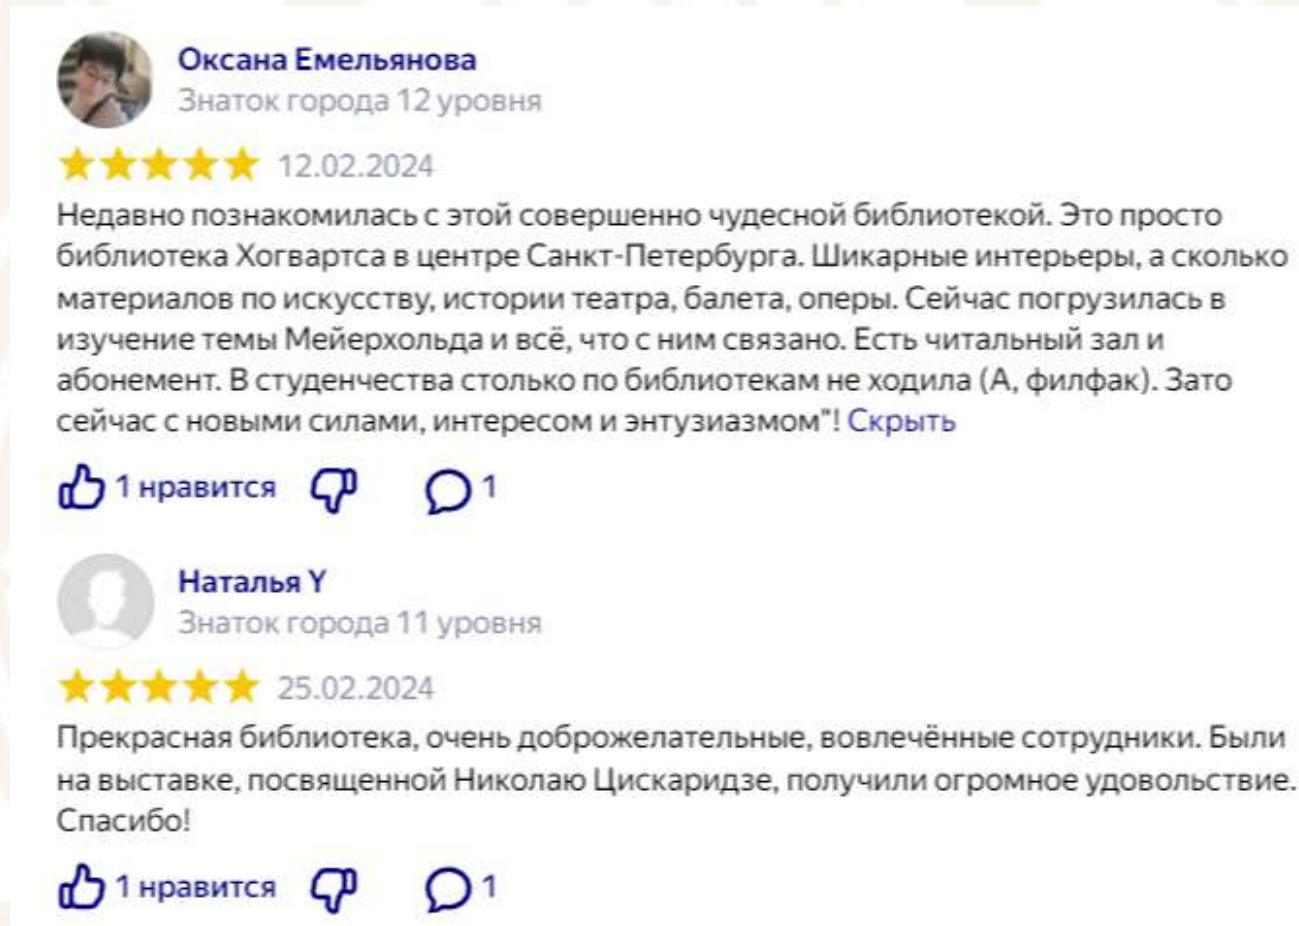 Оксана Емельянова
Знаток города 12 уровня
12.02.2024
Недавно познакомилась с этой совершенно чудесной библиотекой. Это просто
библиотека Хогвартса в центре Санкт-Петербурга. Шикарные интерьеры, а сколько
материалов по искусству, истории театра, балета, оперы. Сейчас погрузилась в
изучение темы Мейерхольда и всё, что с ним связано. Есть читальный зал и
абонемент. В студенчества столько по библиотекам не ходила (А, филфак). Зато
сейчас с новыми силами, интересом и энтузиазмом"! Скрыть
1 нравится 1
Наталья Y
Знаток города 11 уровня
25.02.2024
Прекрасная библиотека, очень доброжелательные, вовлечённые сотрудники. Были
на выставке, посвященной Николаю Цискаридзе, получили огромное удовольствие.
Спасибо!
1 нравится 1